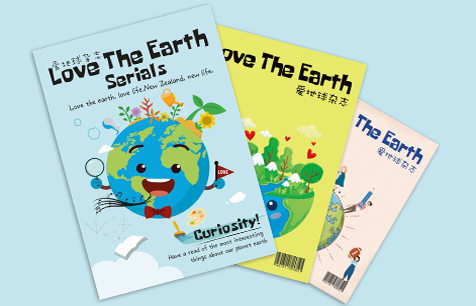 爱地球杂志
Love The Earth
Serials
Love the earth, love life.New Zealand, new life.
LOVE
Curiosity!
Have a read of the most interesting
things about our planet earth
Love The Earth
爱地球杂志
The Earth
爱地球杂志